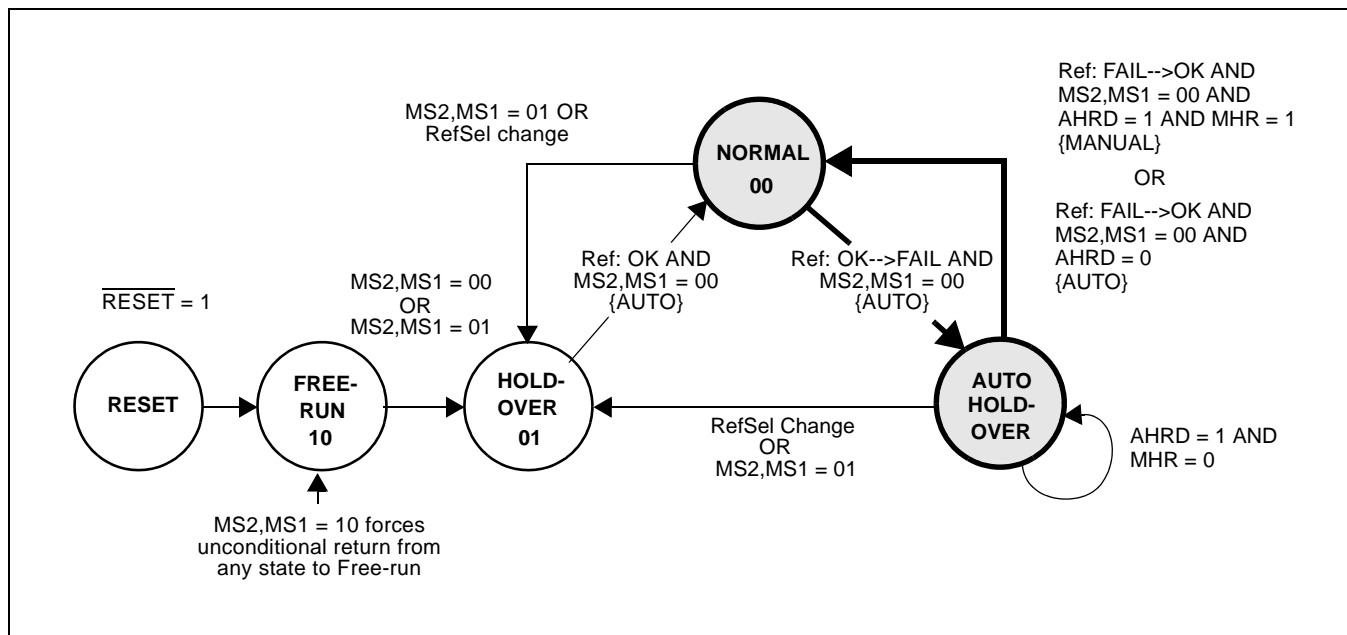 Ref: FAIL-->OK AND
MS2,MS1 = 00 AND
AHRD = 1 AND MHR = 1
{MANUAL}
OR
Ref: FAIL-->OK AND
MS2,MS1 = 00 AND
AHRD = 0
{AUTO}
MS2,MS1 = 01 OR
RefSel change
NORMAL
00
Ref: OK AND
MS2,MS1 = 00
{AUTO}
Ref: OK-->FAIL AND
MS2,MS1 = 00
{AUTO}
RESET = 1
MS2,MS1 = 00
OR
MS2,MS1 = 01
RESET
FREE-
RUN
10
HOLD-
OVER
01
AUTO
HOLD-
OVER
RefSel Change
OR
MS2,MS1 = 01
AHRD = 1 AND
MHR = 0
MS2,MS1 = 10 forces
unconditional return from
any state to Free-run